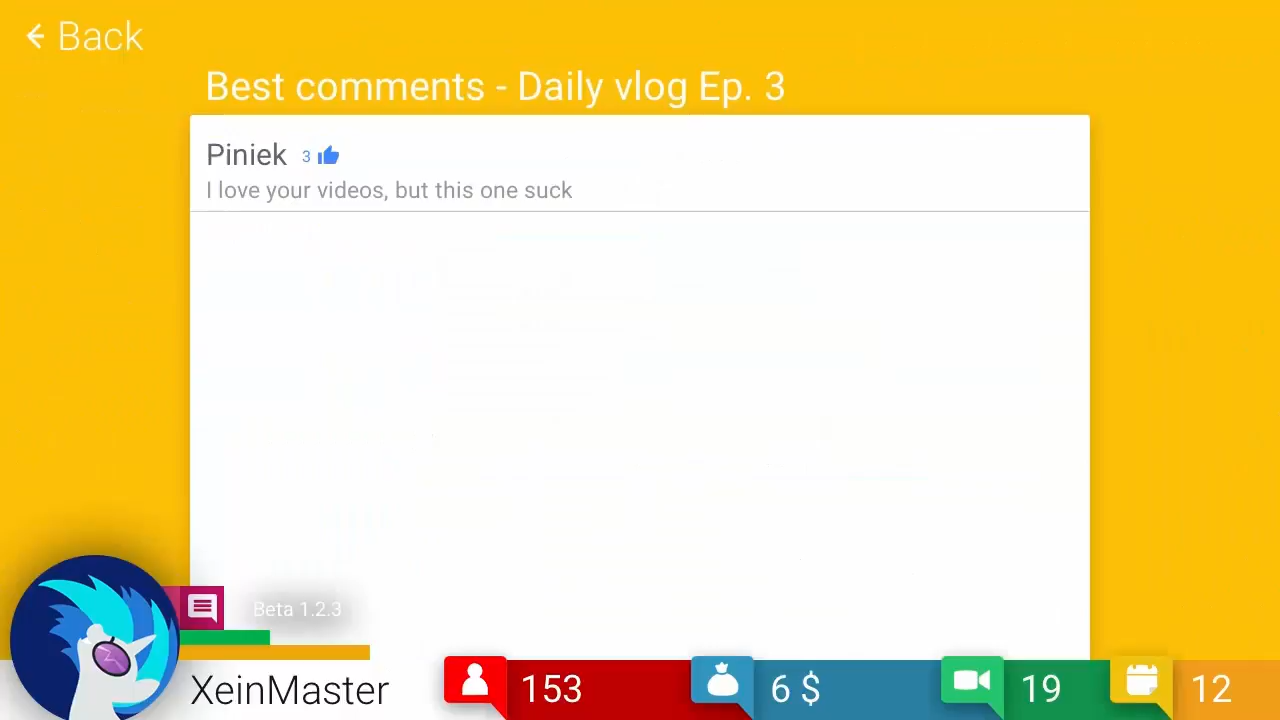 Back
Best comments - Daily vlog Ep. 3
Piniek 3
I love your videos, but this one suck
Beta 1.2.3
XeinMaster
153
6 $
19
12